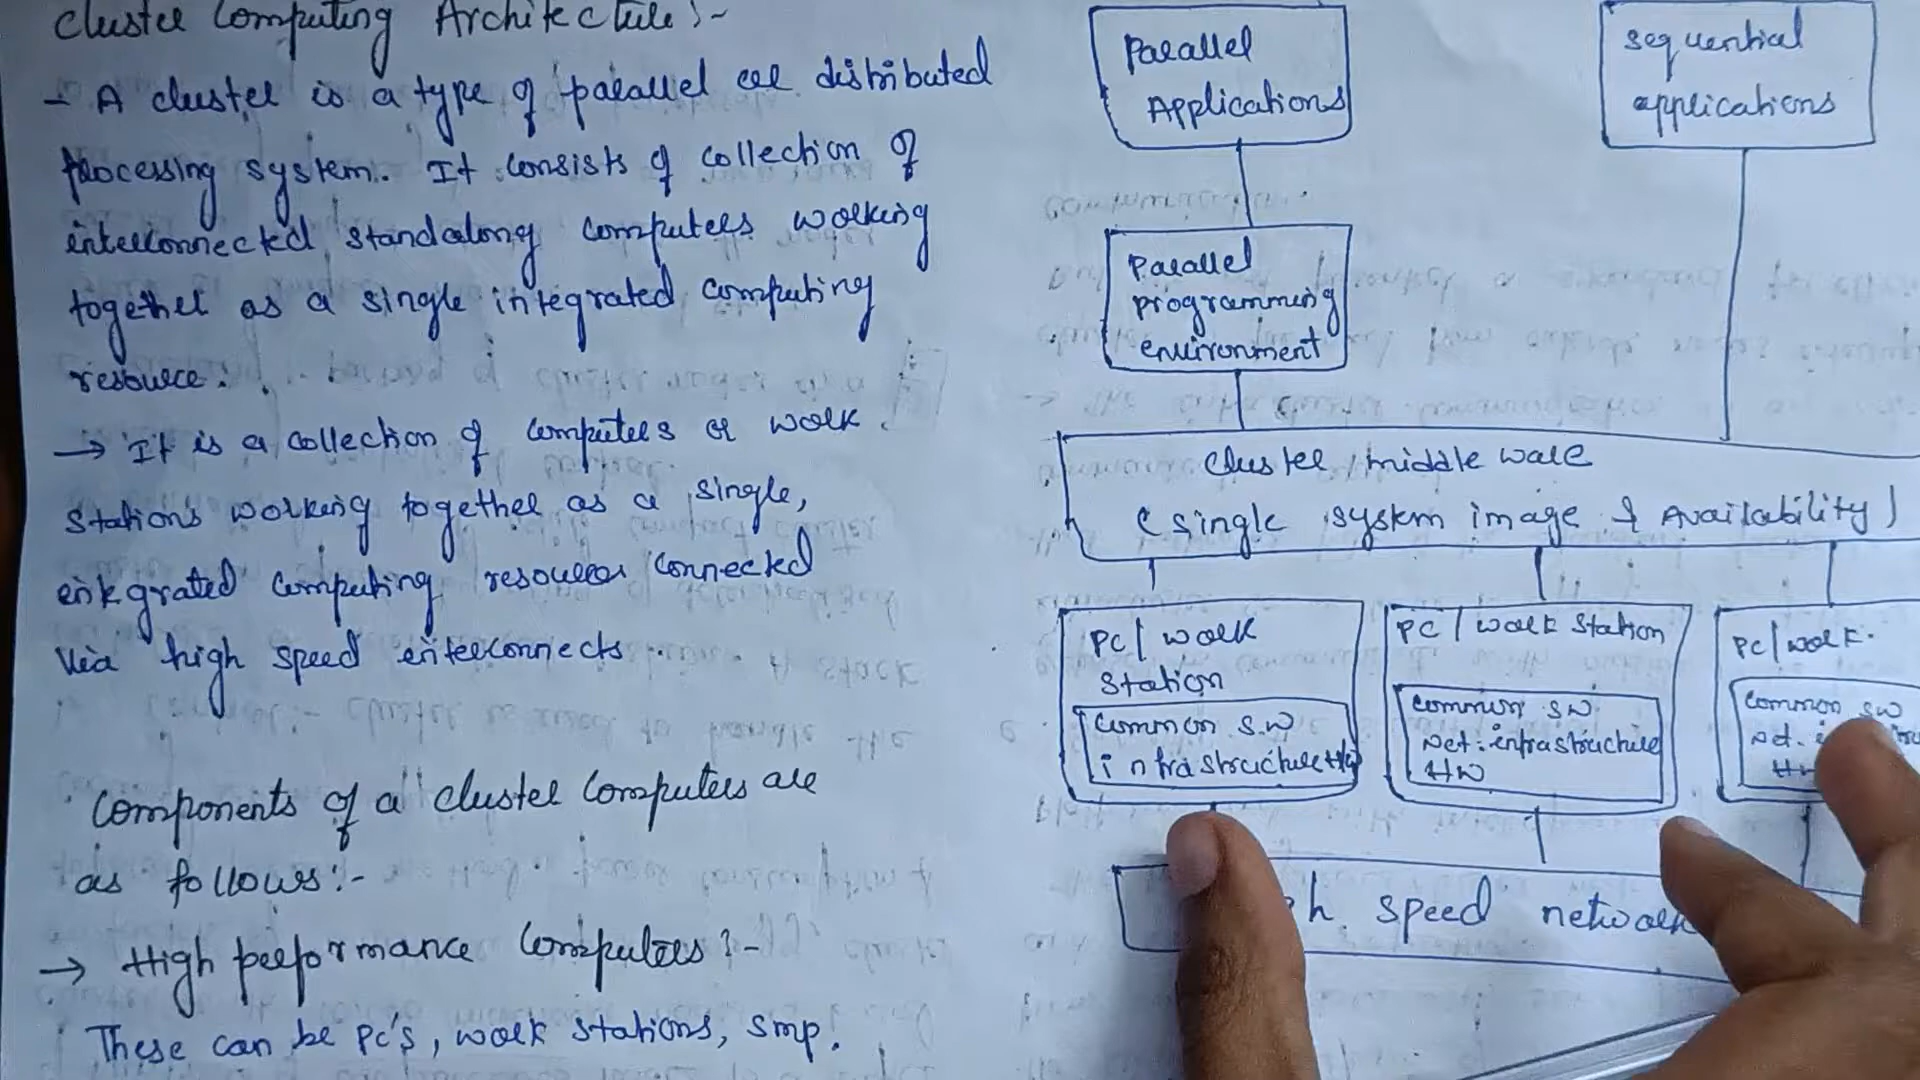 Cluster Computing Architecture :-
- A cluster is a type of parallel or distributed
processing system. It consists of collection of
interconnected standalong computers working
together as a single integrated computing
resource.
→ It is a collection of computers or work
stations working together as a single,
integrated computing resources connected
via high speed interconnects.
Components of a cluster computers are
as follows:-
→ High performance computers :-
These can be PC's, work stations, smp.
Parallel
Applications
sequential
applications
Parallel
programming
environment
cluster middle ware
(single system image & Availability)
PC/ work
station
common s.w
infrastructure H/w
PC / work station
common sw
net. infrastructure
HW
PC/work.
common sw
net.
speed network